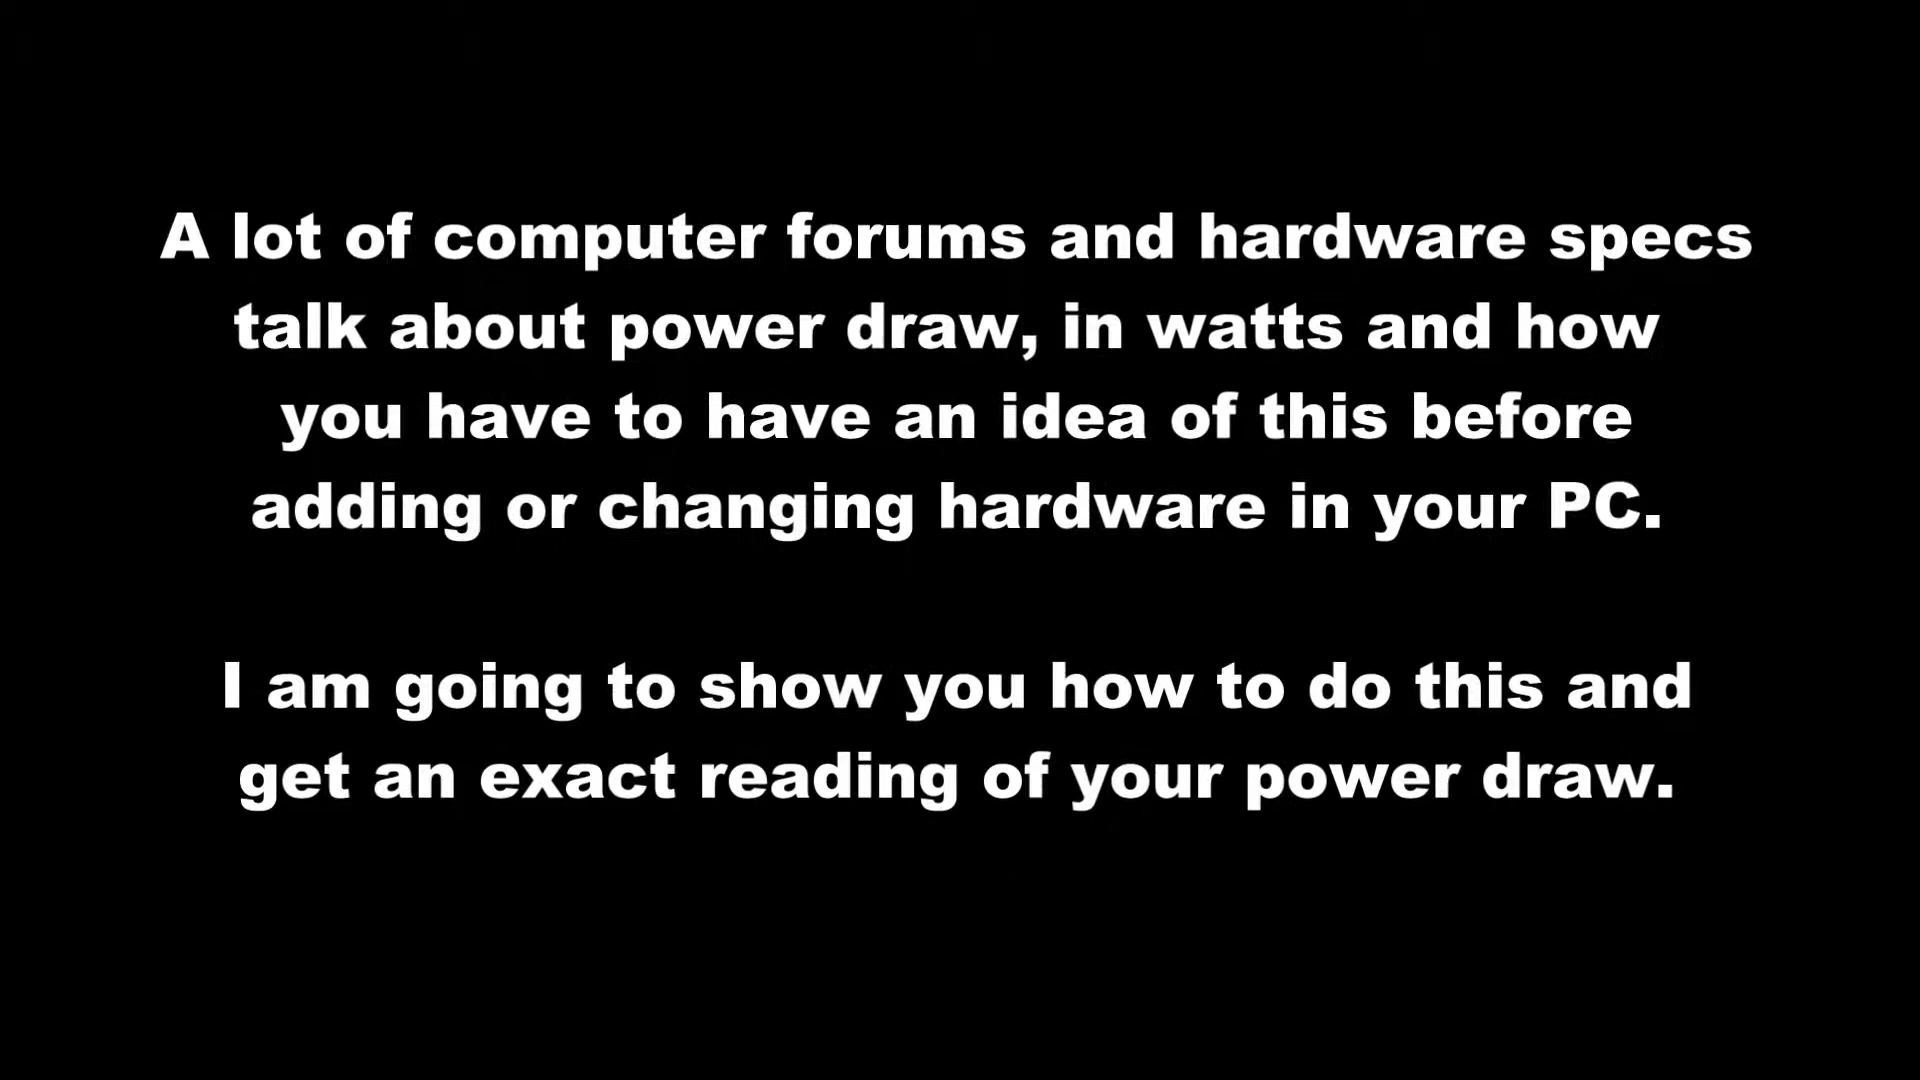 A lot of computer forums and hardware specs
talk about power draw, in watts and how
you have to have an idea of this before
adding or changing hardware in your PC.
I am going to show you how to do this and
get an exact reading of your power draw.